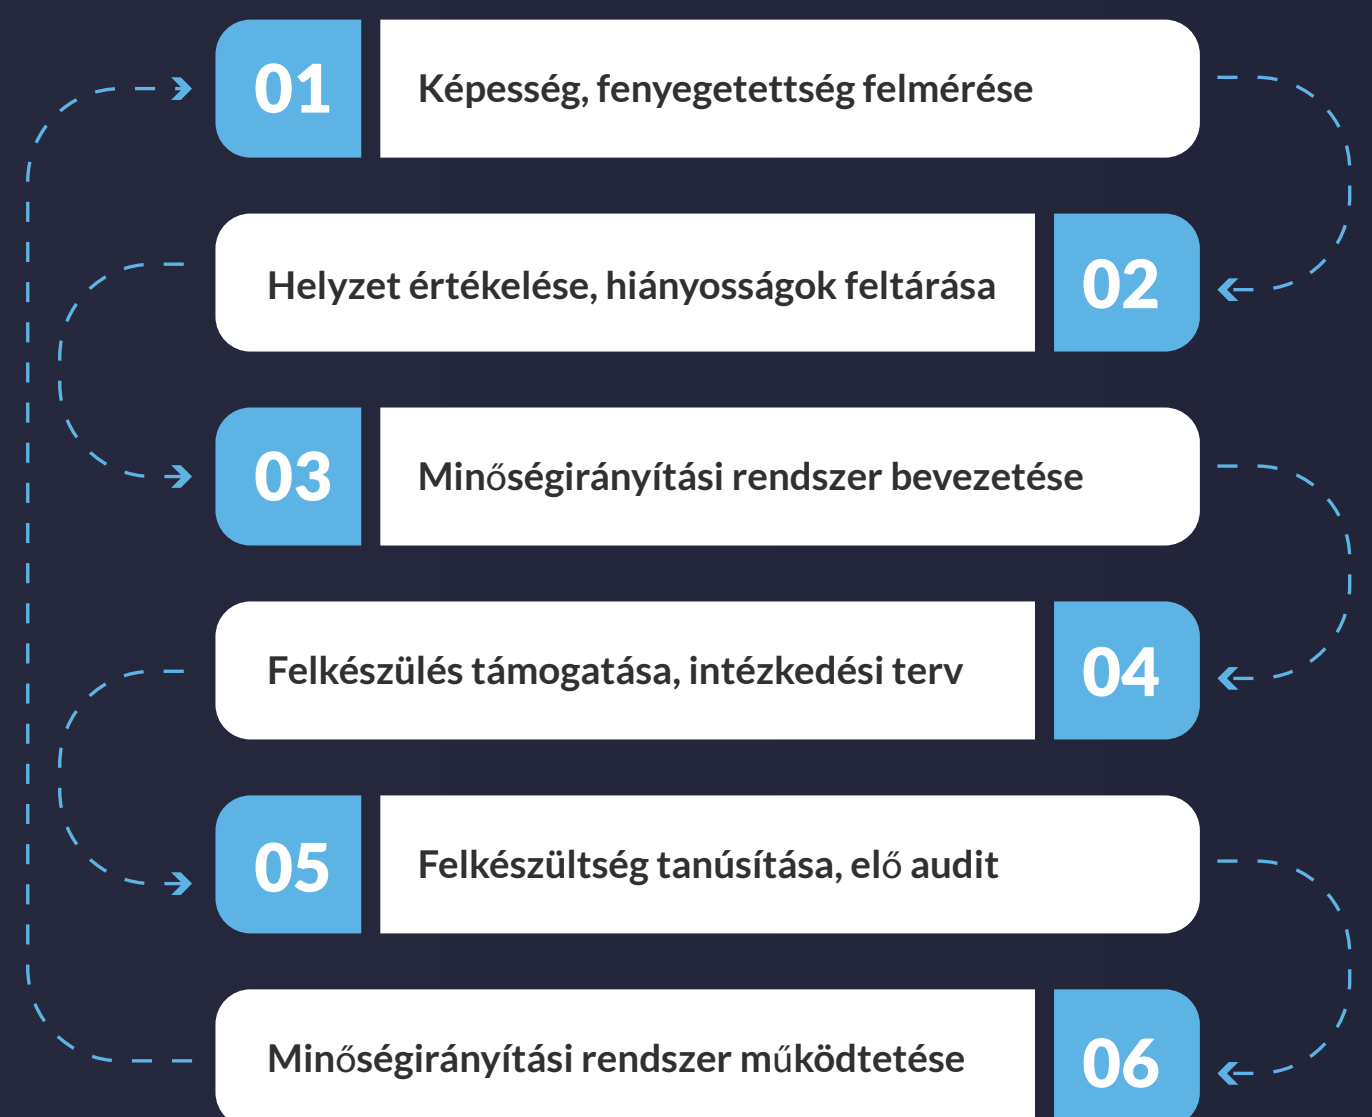 01 Képesség, fenyegetettség felmérése
Helyzet értékelése, hiányosságok feltárása 02
03 Minőségirányítási rendszer bevezetése
Felkészülés támogatása, intézkedési terv 04
05 Felkészültség tanúsítása, elő audit
Minőségirányítási rendszer működtetése 06